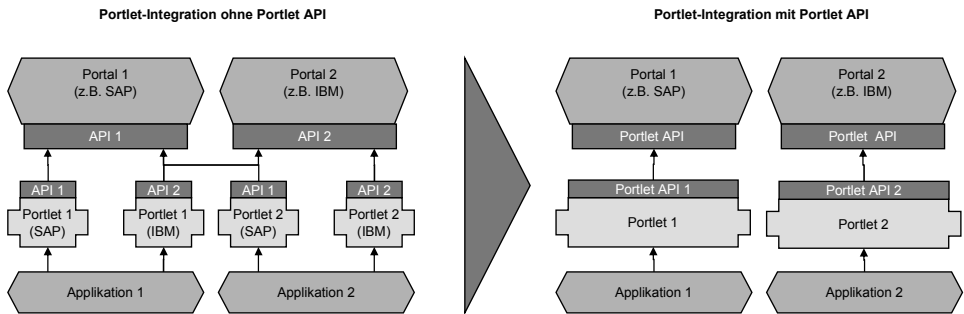 Portlet-Integration ohne Portlet API
Portlet-Integration mit Portlet API
Portal 1
(z.B. SAP)
Portal 2
(z.B. IBM)
API 1
API 2
API 1
API 2
API 1
API 2
Portlet 1
(SAP)
Portlet 1
(IBM)
Portlet 2
(SAP)
Portlet 2
(IBM)
Applikation 1
Applikation 2
Portal 1
(z.B. SAP)
Portal 2
(z.B. IBM)
Portlet API
Portlet API
Portlet API 1
Portlet API 2
Portlet 1
Portlet 2
Applikation 1
Applikation 2